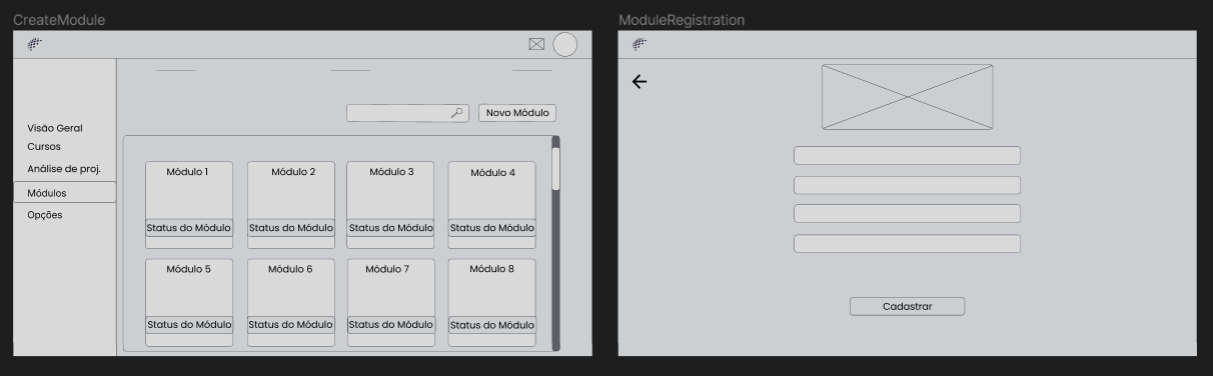 CreateModule
Visão Geral
Cursos
Análise de proj.
Módulos
Opções
Novo Módulo
Módulo 1
Módulo 2
Módulo 3
Módulo 4
Status do Módulo
Status do Módulo
Status do Módulo
Status do Módulo
Módulo 5
Módulo 6
Módulo 7
Módulo 8
Status do Módulo
Status do Módulo
Status do Módulo
Status do Módulo
ModuleRegistration
Cadastrar